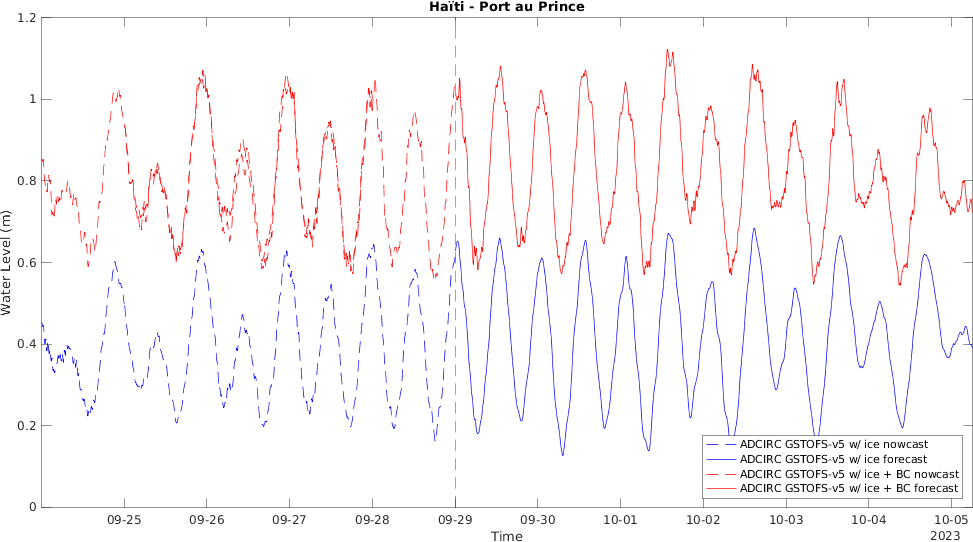 Haïti - Port au Prince
1.2
1
0.8
0.6
0.4
0.2
0
Water Level (m)
ADCIRC GSTOFS-v5 w/ ice nowcast
ADCIRC GSTOFS-v5 w/ ice forecast
ADCIRC GSTOFS-v5 w/ ice + BC nowcast
ADCIRC GSTOFS-v5 w/ ice + BC forecast
09-25 09-26 09-27 09-28 09-29 09-30 10-01 10-02 10-03 10-04 10-05
2023
Time